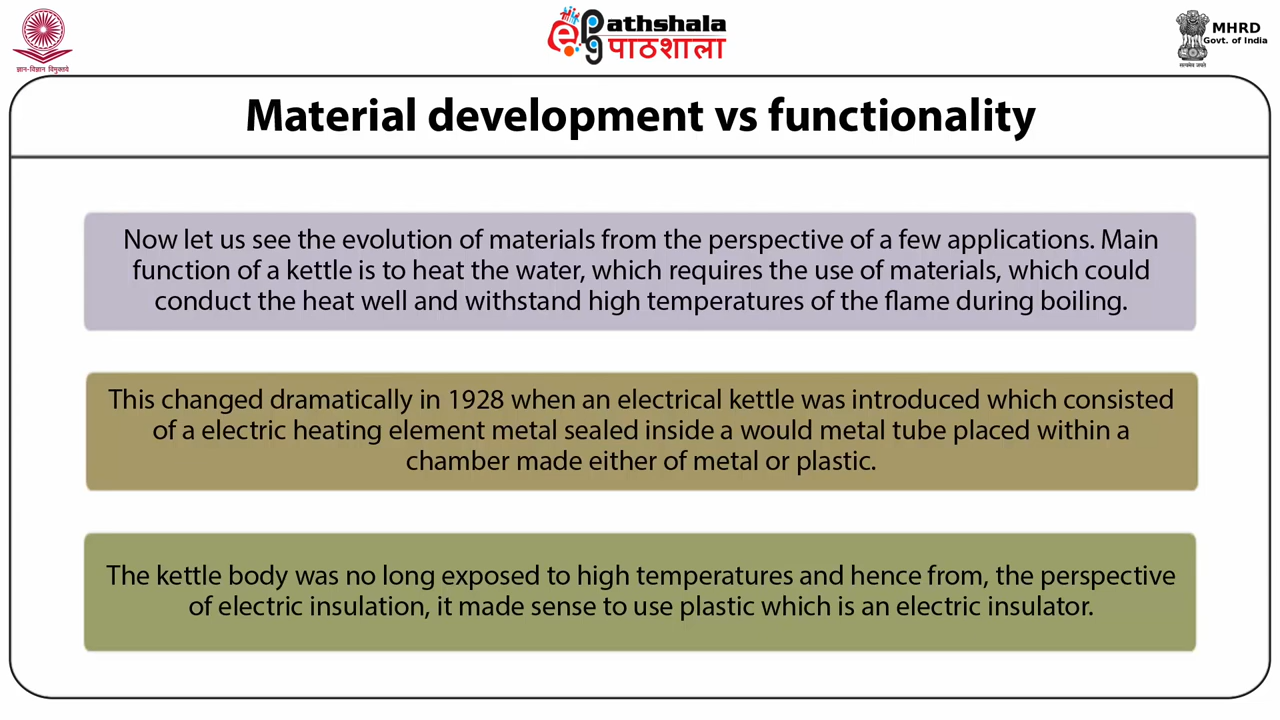 ज्ञान-विज्ञान विमुक्तये
epg
athshala
पाठशाला
MHRD
Govt. of India
सत्यमेव जयते
Material development vs functionality
Now let us see the evolution of materials from the perspective of a few applications. Main
function of a kettle is to heat the water, which requires the use of materials, which could
conduct the heat well and withstand high temperatures of the flame during boiling.
This changed dramatically in 1928 when an electrical kettle was introduced which consisted
of a electric heating element metal sealed inside a would metal tube placed within a
chamber made either of metal or plastic.
The kettle body was no long exposed to high temperatures and hence from, the perspective
of electric insulation, it made sense to use plastic which is an electric insulator.